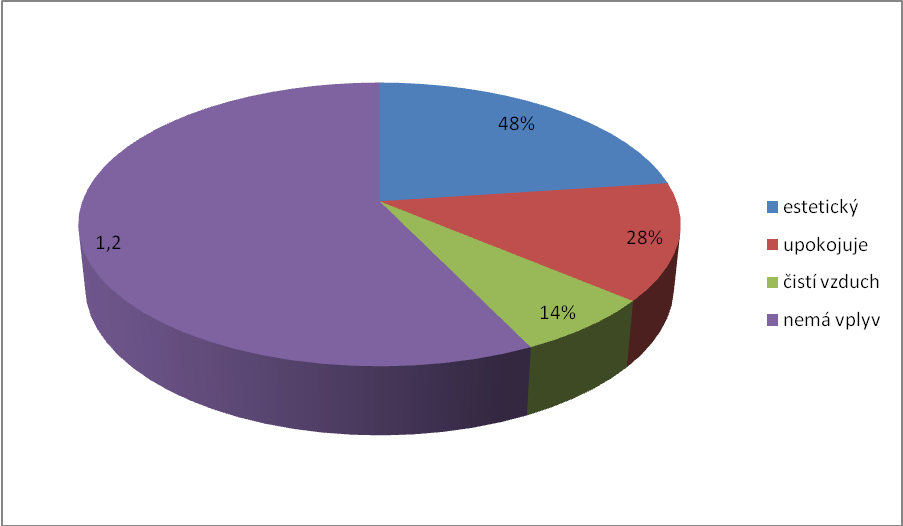 48%
28%
14%
1,2
estetický
upokojuje
čistí vzduch
nemá vplyv